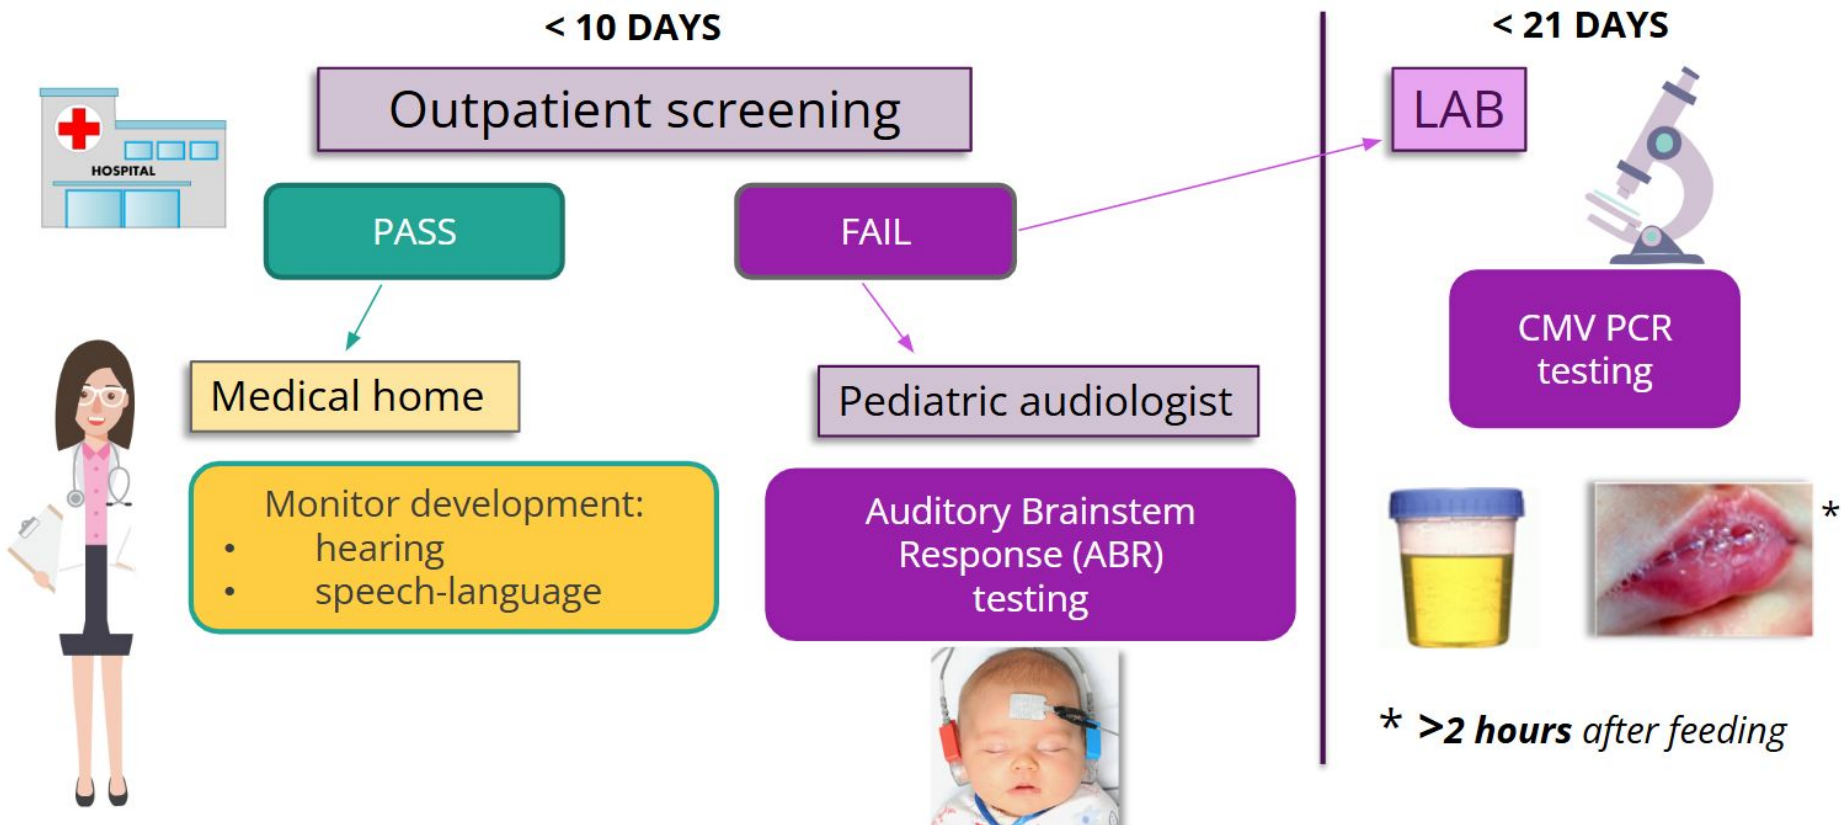 < 10 DAYS
Outpatient screening
HOSPITAL
PASS
FAIL
Medical home
Pediatric audiologist
Monitor development:
• hearing
• speech-language
Auditory Brainstem
Response (ABR)
testing
< 21 DAYS
LAB
CMV PCR
testing
*
* >2 hours after feeding